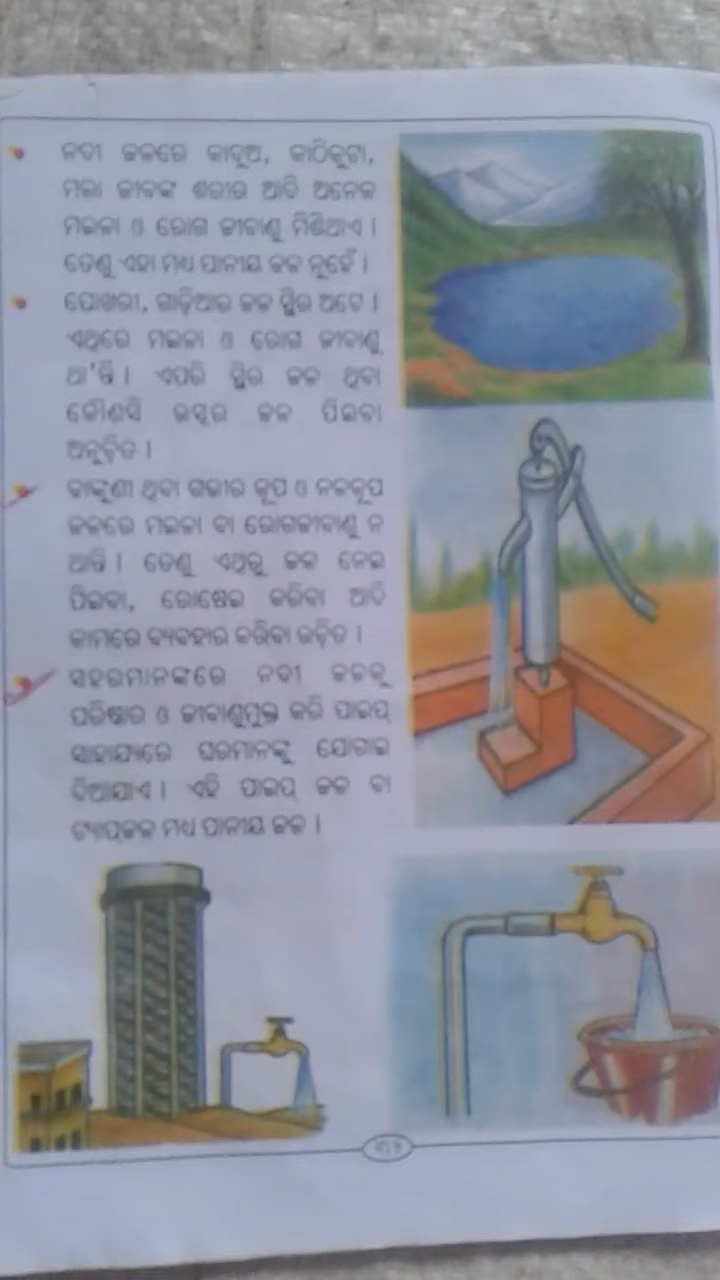 ନଦୀ ଜଳରେ କାଦୁଅ, କାଠିକୁଟା,
ମଲା ଜୀବଙ୍କ ଶରୀର ଆଦି ଅନେକ
ମଇଳା ଓ ରୋଗ ଜୀବାଣୁ ମିଶିଥାଏ ।
ତେଣୁ ଏହା ମଧ୍ୟ ପାନୀୟ ଜଳ ନୁହେଁ ।
ପୋଖରୀ, ଗାଡ଼ିଆର ଜଳ ସ୍ଥିର ଅଟେ ।
ଏଥିରେ ମଇଳା ଓ ରୋଗ ଜୀବାଣୁ
ଥା'ନ୍ତି । ଏପରି ସ୍ଥିର ଜଳ ଥିବା
କୌଣସି ଉତ୍ସର ଜଳ ପିଇବା
ଅନୁଚିତ ।
ଢାଙ୍କୁଣୀ ଥିବା ଗଭୀର କୂପ ଓ ନଳକୂପ
ଜଳରେ ମଇଳା ବା ରୋଗଜୀବାଣୁ ନ
ଥାନ୍ତି । ତେଣୁ ଏଥିରୁ ଜଳ ନେଇ
ପିଇବା, ରୋଷେଇ କରିବା ଆଦି
କାମରେ ବ୍ୟବହାର କରିବା ଉଚିତ ।
ସହରମାନଙ୍କରେ ନଦୀ ଜଳକୁ
ପରିଷ୍କାର ଓ ଜୀବାଣୁମୁକ୍ତ କରି ପାଇପ୍
ସାହାଯ୍ୟରେ ଘରମାନଙ୍କୁ ଯୋଗାଇ
ଦିଆଯାଏ । ଏହି ପାଇପ୍ ଜଳ ବା
ଟ୍ୟାପ୍‌ଜଳ ମଧ୍ୟ ପାନୀୟ ଜଳ ।